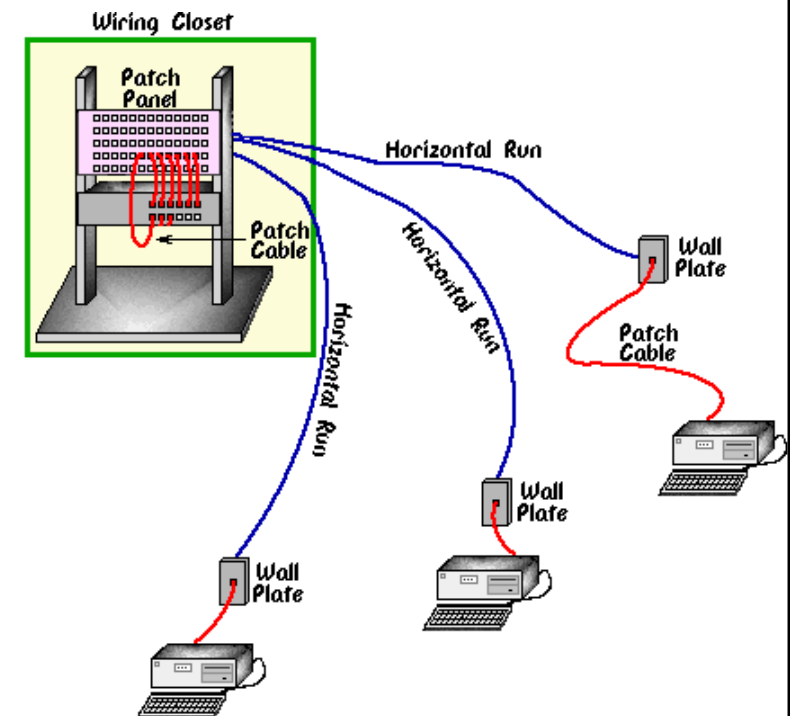 Wiring Closet
Patch
Panel
Patch
Cable
Horizontal Run
Horizontal Run
Horizontal Run
Wall
Plate
Patch
Cable
Wall
Plate
Wall
Plate